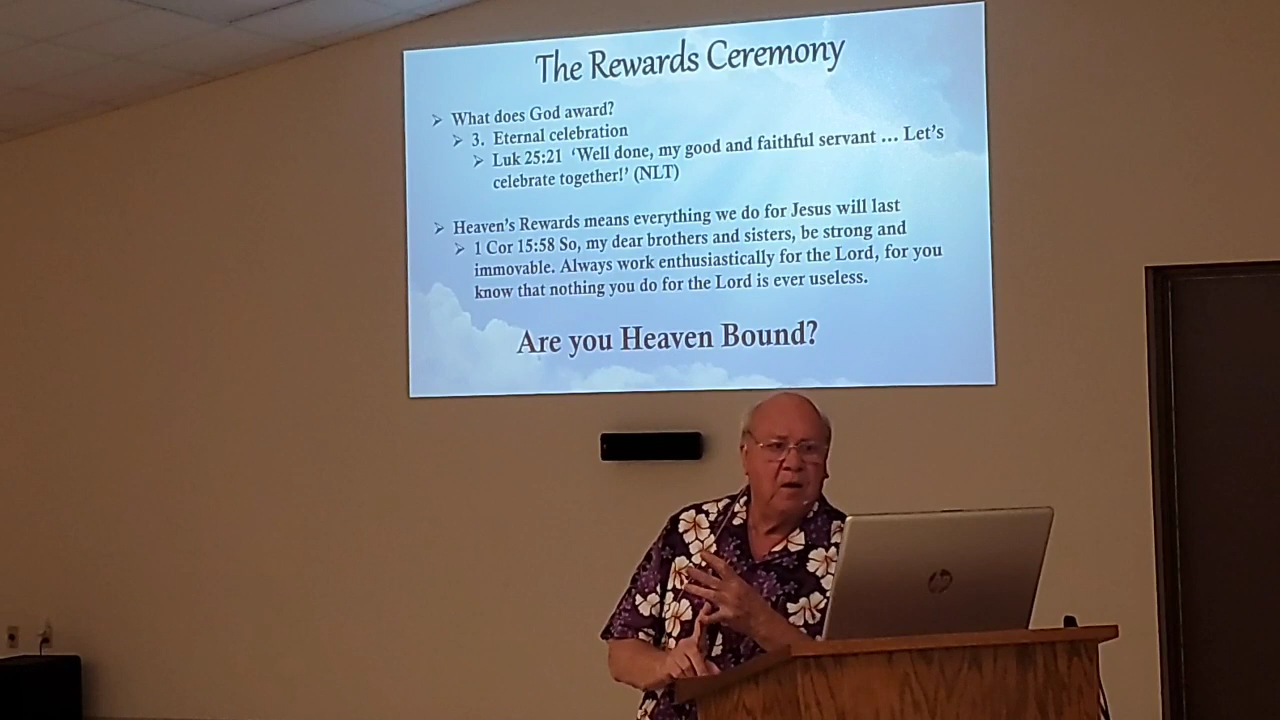 The Rewards Ceremony
➢ What does God award?
➢ 3. Eternal celebration
➢ Luk 25:21 ‘Well done, my good and faithful servant … Let’s
celebrate together!’ (NLT)
➢ Heaven’s Rewards means everything we do for Jesus will last
➢ 1 Cor 15:58 So, my dear brothers and sisters, be strong and
immovable. Always work enthusiastically for the Lord, for you
know that nothing you do for the Lord is ever useless.
Are you Heaven Bound?
hp